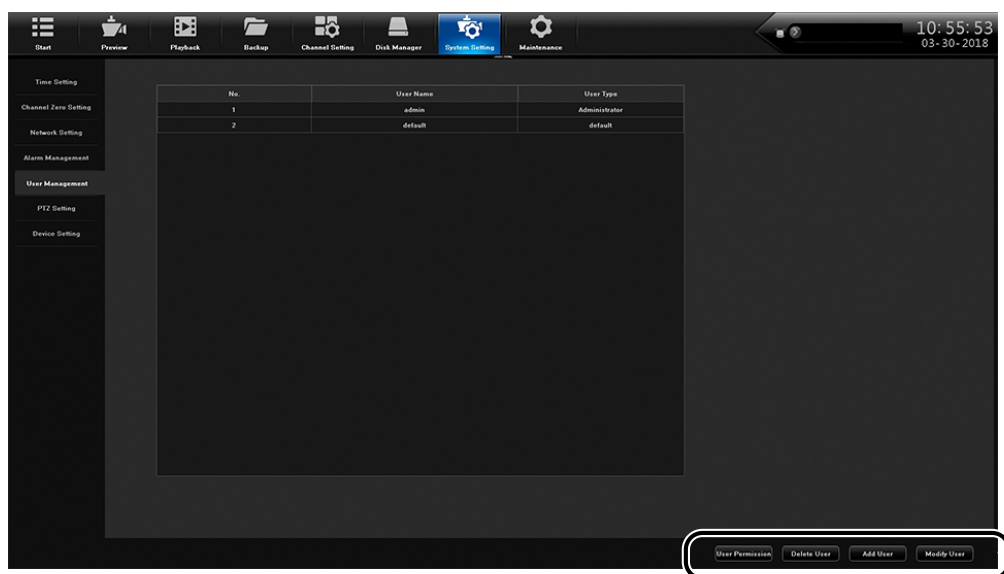 Start Preview Playback Backup Channel Setting Disk Manager System Setting Maintenance
10:55:53
03-30-2018
Time Setting
Channel Zero Setting
Network Setting
Alarm Management
User Management
PTZ Setting
Device Setting
No. User Name User Type
1 admin Administrator
2 default default
User Permission Delete User Add User Modify User